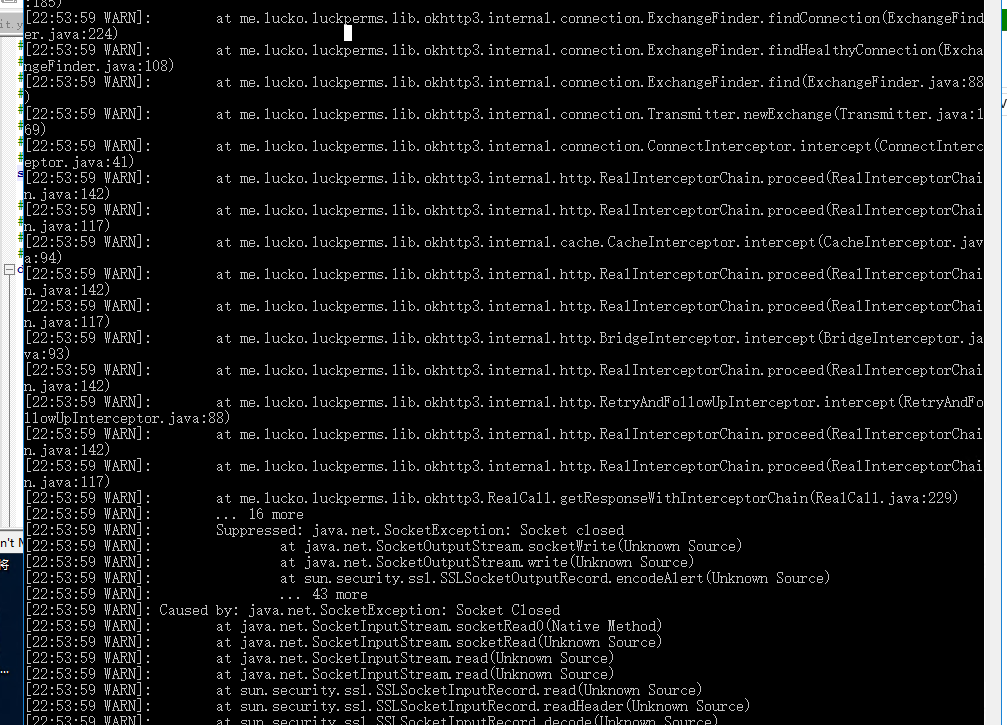 :185)
[22:53:59 WARN]: at me.lucko.luckperms.lib.okhttp3.internal.connection.ExchangeFinder.findConnection(ExchangeFind
er.java:224)
[22:53:59 WARN]: at me.lucko.luckperms.lib.okhttp3.internal.connection.ExchangeFinder.findHealthyConnection(Excha
ngeFinder.java:108)
[22:53:59 WARN]: at me.lucko.luckperms.lib.okhttp3.internal.connection.ExchangeFinder.find(ExchangeFinder.java:88
)
[22:53:59 WARN]: at me.lucko.luckperms.lib.okhttp3.internal.connection.Transmitter.newExchange(Transmitter.java:1
69)
[22:53:59 WARN]: at me.lucko.luckperms.lib.okhttp3.internal.connection.ConnectInterceptor.intercept(ConnectInterc
eptor.java:41)
[22:53:59 WARN]: at me.lucko.luckperms.lib.okhttp3.internal.http.RealInterceptorChain.proceed(RealInterceptorChai
n.java:142)
[22:53:59 WARN]: at me.lucko.luckperms.lib.okhttp3.internal.http.RealInterceptorChain.proceed(RealInterceptorChai
n.java:117)
[22:53:59 WARN]: at me.lucko.luckperms.lib.okhttp3.internal.cache.CacheInterceptor.intercept(CacheInterceptor.jav
a:94)
[22:53:59 WARN]: at me.lucko.luckperms.lib.okhttp3.internal.http.RealInterceptorChain.proceed(RealInterceptorChai
n.java:142)
[22:53:59 WARN]: at me.lucko.luckperms.lib.okhttp3.internal.http.RealInterceptorChain.proceed(RealInterceptorChai
n.java:117)
[22:53:59 WARN]: at me.lucko.luckperms.lib.okhttp3.internal.http.BridgeInterceptor.intercept(BridgeInterceptor.ja
va:93)
[22:53:59 WARN]: at me.lucko.luckperms.lib.okhttp3.internal.http.RealInterceptorChain.proceed(RealInterceptorChai
n.java:142)
[22:53:59 WARN]: at me.lucko.luckperms.lib.okhttp3.internal.http.RetryAndFollowUpInterceptor.intercept(RetryAndFo
llowUpInterceptor.java:88)
[22:53:59 WARN]: at me.lucko.luckperms.lib.okhttp3.internal.http.RealInterceptorChain.proceed(RealInterceptorChai
n.java:142)
[22:53:59 WARN]: at me.lucko.luckperms.lib.okhttp3.internal.http.RealInterceptorChain.proceed(RealInterceptorChai
n.java:117)
[22:53:59 WARN]: at me.lucko.luckperms.lib.okhttp3.RealCall.getResponseWithInterceptorChain(RealCall.java:229)
[22:53:59 WARN]: ... 16 more
[22:53:59 WARN]: Suppressed: java.net.SocketException: Socket closed
[22:53:59 WARN]: at java.net.SocketOutputStream.socketWrite(Unknown Source)
[22:53:59 WARN]: at java.net.SocketOutputStream.write(Unknown Source)
[22:53:59 WARN]: at sun.security.ssl.SSLSocketOutputRecord.encodeAlert(Unknown Source)
[22:53:59 WARN]: ... 43 more
[22:53:59 WARN]: Caused by: java.net.SocketException: Socket Closed
[22:53:59 WARN]: at java.net.SocketInputStream.socketRead0(Native Method)
[22:53:59 WARN]: at java.net.SocketInputStream.socketRead(Unknown Source)
[22:53:59 WARN]: at java.net.SocketInputStream.read(Unknown Source)
[22:53:59 WARN]: at java.net.SocketInputStream.read(Unknown Source)
[22:53:59 WARN]: at sun.security.ssl.SSLSocketInputRecord.read(Unknown Source)
[22:53:59 WARN]: at sun.security.ssl.SSLSocketInputRecord.readHeader(Unknown Source)
[22:53:59 WARN]: at sun.security.ssl.SSLSocketInputRecord.decode(Unknown Source)